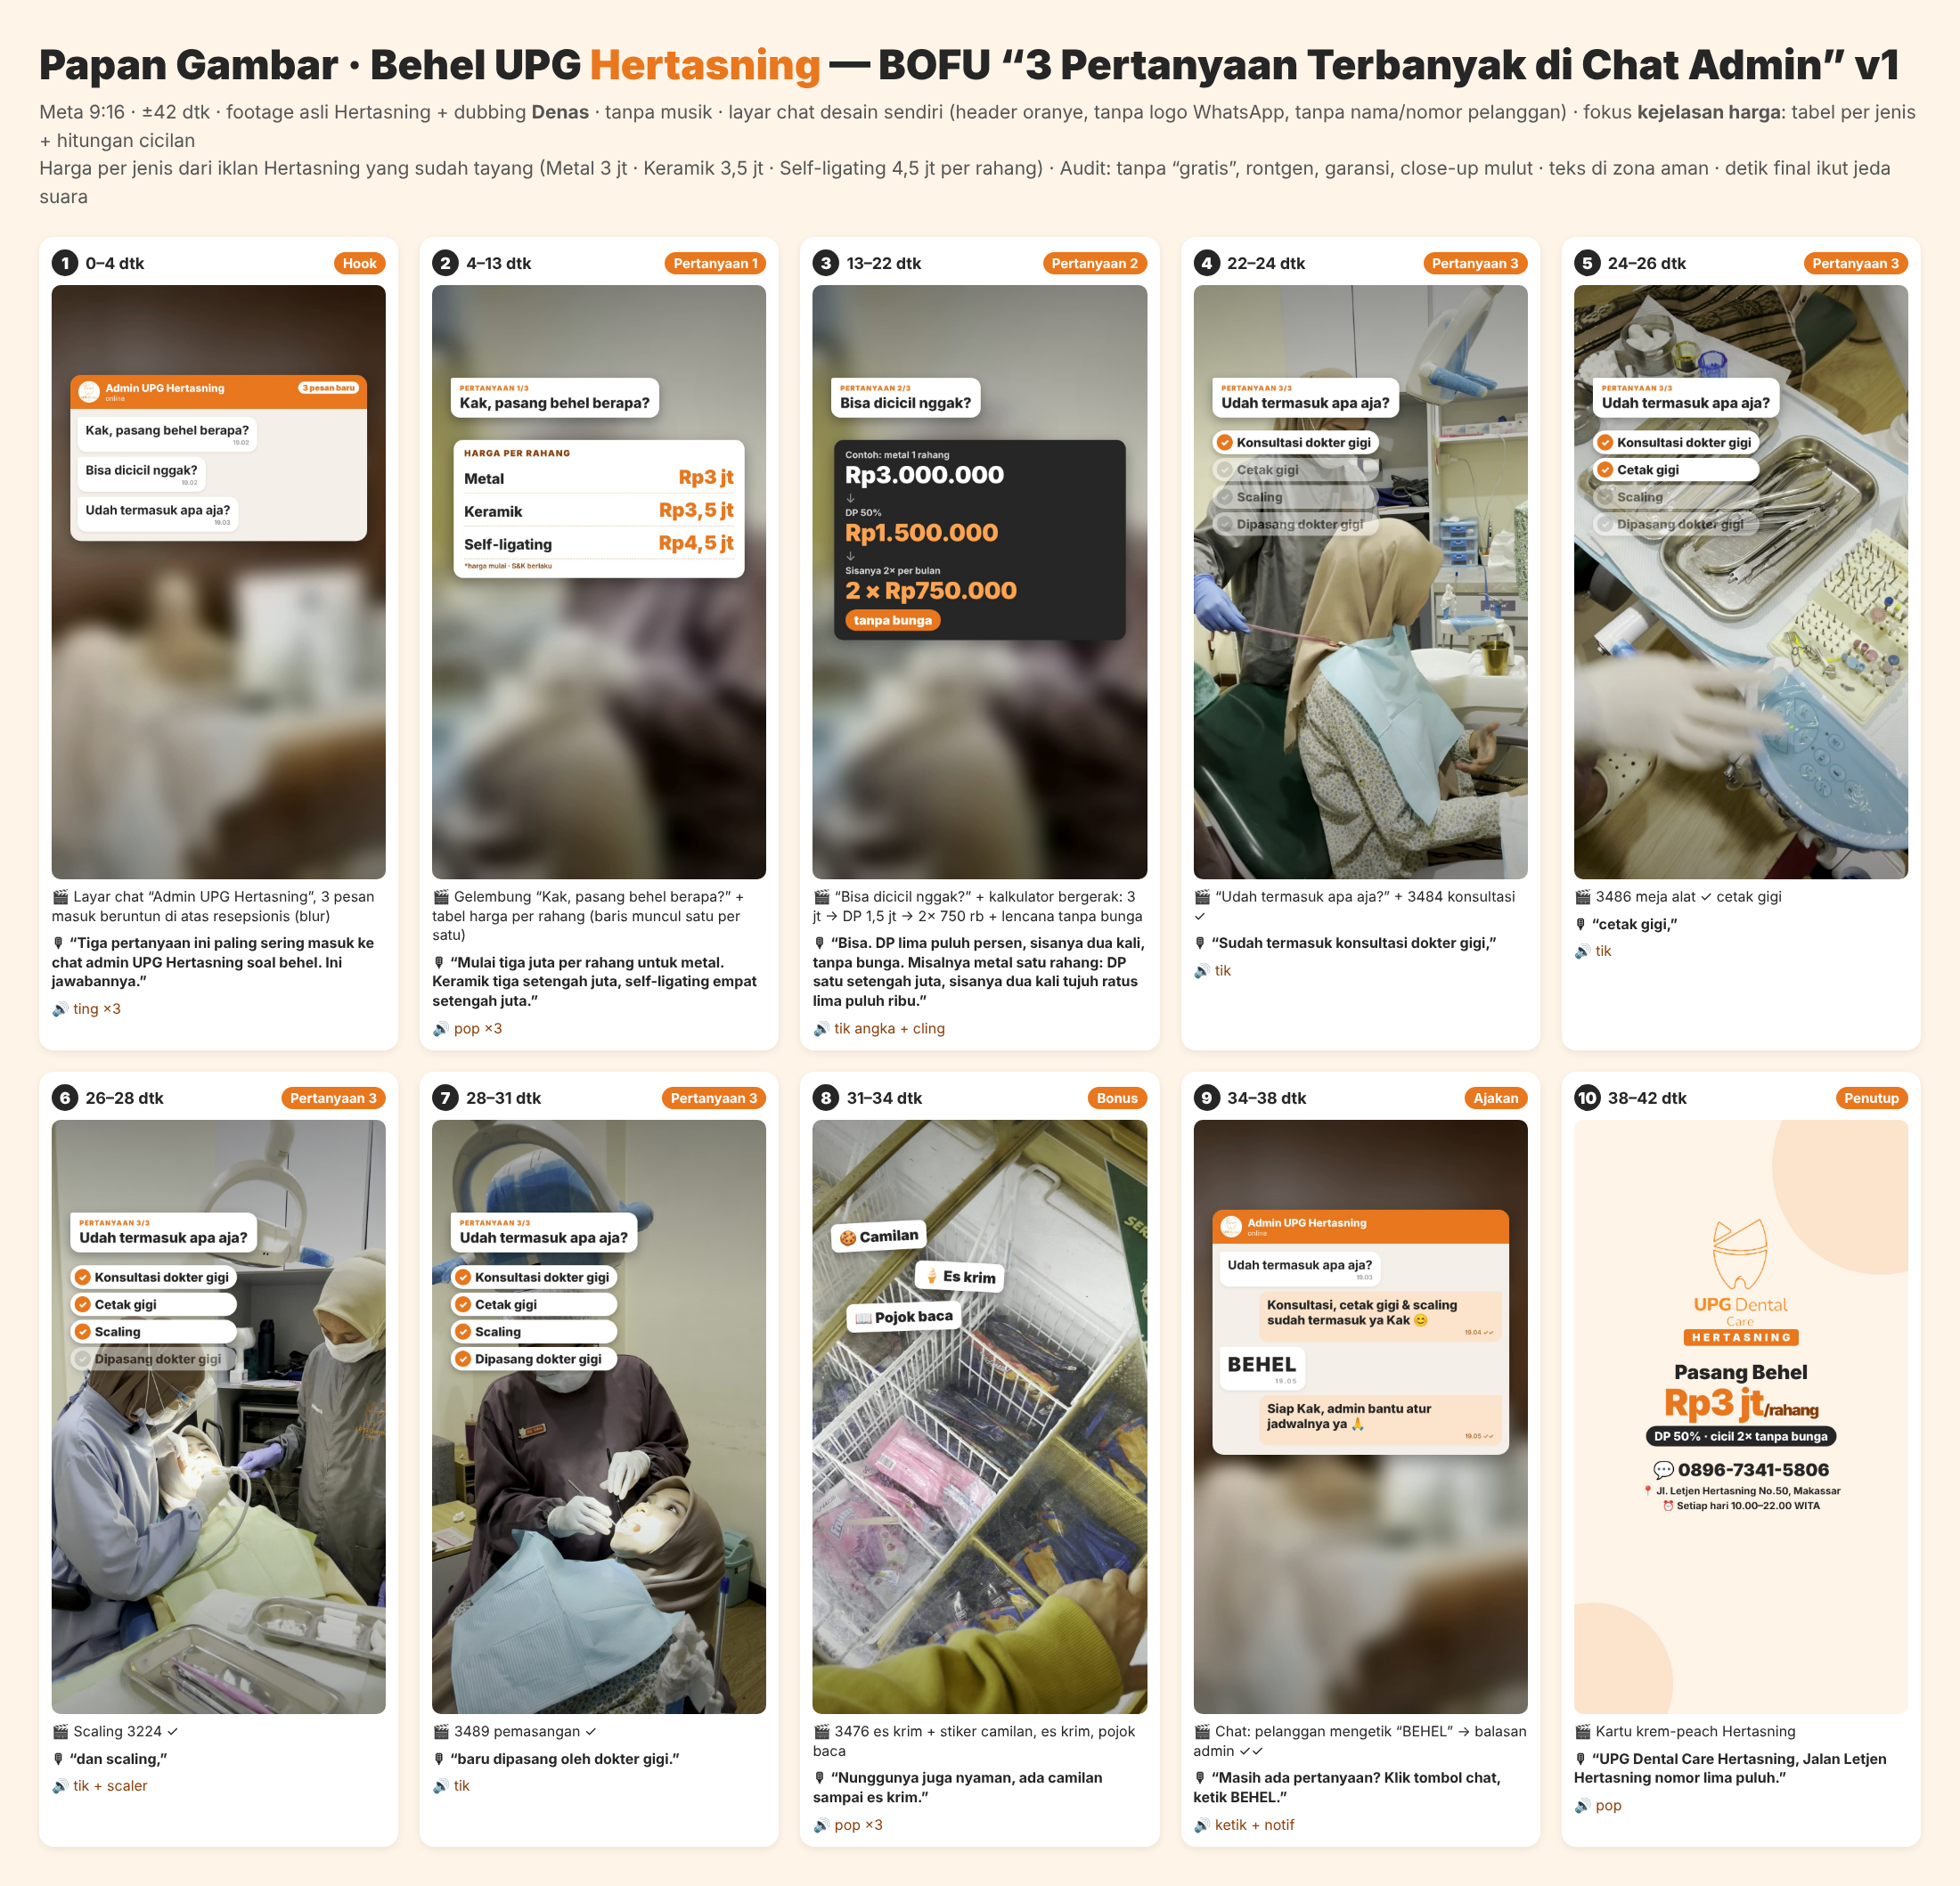 Papan Gambar · Behel UPG Hertasning — BOFU “3 Pertanyaan Terbanyak di Chat Admin” v1
Meta 9:16 · ±42 dtk · footage asli Hertasning + dubbing Denas · tanpa musik · layar chat desain sendiri (header oranye, tanpa logo WhatsApp, tanpa nama/nomor pelanggan) · fokus kejelasan harga: tabel per jenis
+ hitungan cicilan
Harga per jenis dari iklan Hertasning yang sudah tayang (Metal 3 jt · Keramik 3,5 jt · Self-ligating 4,5 jt per rahang) · Audit: tanpa “gratis”, rontgen, garansi, close-up mulut · teks di zona aman · detik final ikut jeda
suara
1 0–4 dtk Hook
Admin UPG Hertasning
online
3 pesan baru
Kak, pasang behel berapa?
19.02
Bisa dicicil nggak?
19.02
Udah termasuk apa aja?
19.03
🎬 Layar chat “Admin UPG Hertasning”, 3 pesan
masuk beruntun di atas resepsionis (blur)
🎙 “Tiga pertanyaan ini paling sering masuk ke
chat admin UPG Hertasning soal behel. Ini
jawabannya.”
🔊 ting ×3
2 4–13 dtk Pertanyaan 1
PERTANYAAN 1/3
Kak, pasang behel berapa?
HARGA PER RAHANG
Metal Rp3 jt
Keramik Rp3,5 jt
Self-ligating Rp4,5 jt
*harga mulai · S&K berlaku
🎬 Gelembung “Kak, pasang behel berapa?” +
tabel harga per rahang (baris muncul satu per
satu)
🎙 “Mulai tiga juta per rahang untuk metal.
Keramik tiga setengah juta, self-ligating empat
setengah juta.”
🔊 pop ×3
3 13–22 dtk Pertanyaan 2
PERTANYAAN 2/3
Bisa dicicil nggak?
Contoh: metal 1 rahang
Rp3.000.000
↓
DP 50%
Rp1.500.000
↓
Sisanya 2× per bulan
2 × Rp750.000
tanpa bunga
🎬 “Bisa dicicil nggak?” + kalkulator bergerak: 3
jt → DP 1,5 jt → 2× 750 rb + lencana tanpa bunga
🎙 “Bisa. DP lima puluh persen, sisanya dua kali,
tanpa bunga. Misalnya metal satu rahang: DP
satu setengah juta, sisanya dua kali tujuh ratus
lima puluh ribu.”
🔊 tik angka + cling
4 22–24 dtk Pertanyaan 3
PERTANYAAN 3/3
Udah termasuk apa aja?
Konsultasi dokter gigi
Cetak gigi
Scaling
Dipasang dokter gigi
🎬 “Udah termasuk apa aja?” + 3484 konsultasi
✓
🎙 “Sudah termasuk konsultasi dokter gigi,”
🔊 tik
5 24–26 dtk Pertanyaan 3
PERTANYAAN 3/3
Udah termasuk apa aja?
Konsultasi dokter gigi
Cetak gigi
Scaling
Dipasang dokter gigi
🎬 3486 meja alat ✓ cetak gigi
🎙 “cetak gigi,”
🔊 tik
6 26–28 dtk Pertanyaan 3
PERTANYAAN 3/3
Udah termasuk apa aja?
Konsultasi dokter gigi
Cetak gigi
Scaling
Dipasang dokter gigi
🎬 Scaling 3224 ✓
🎙 “dan scaling,”
🔊 tik + scaler
7 28–31 dtk Pertanyaan 3
PERTANYAAN 3/3
Udah termasuk apa aja?
Konsultasi dokter gigi
Cetak gigi
Scaling
Dipasang dokter gigi
🎬 3489 pemasangan ✓
🎙 “baru dipasang oleh dokter gigi.”
🔊 tik
8 31–34 dtk Bonus
🍪 Camilan
🍦 Es krim
📖 Pojok baca
🎬 3476 es krim + stiker camilan, es krim, pojok
baca
🎙 “Nunggunya juga nyaman, ada camilan
sampai es krim.”
🔊 pop ×3
9 34–38 dtk Ajakan
Admin UPG Hertasning
online
Udah termasuk apa aja?
19.03
Konsultasi, cetak gigi & scaling
sudah termasuk ya Kak 😊
19.04 ✓✓
BEHEL
19.05
Siap Kak, admin bantu atur
jadwalnya ya 🙏
19.05 ✓✓
🎬 Chat: pelanggan mengetik “BEHEL” → balasan
admin ✓✓
🎙 “Masih ada pertanyaan? Klik tombol chat,
ketik BEHEL.”
🔊 ketik + notif
10 38–42 dtk Penutup
UPG Dental
Care
HERTASNING
Pasang Behel
Rp3 jt/rahang
DP 50% · cicil 2× tanpa bunga
💬 0896-7341-5806
📍 Jl. Letjen Hertasning No.50, Makassar
⏰ Setiap hari 10.00–22.00 WITA
🎬 Kartu krem-peach Hertasning
🎙 “UPG Dental Care Hertasning, Jalan Letjen
Hertasning nomor lima puluh.”
🔊 pop